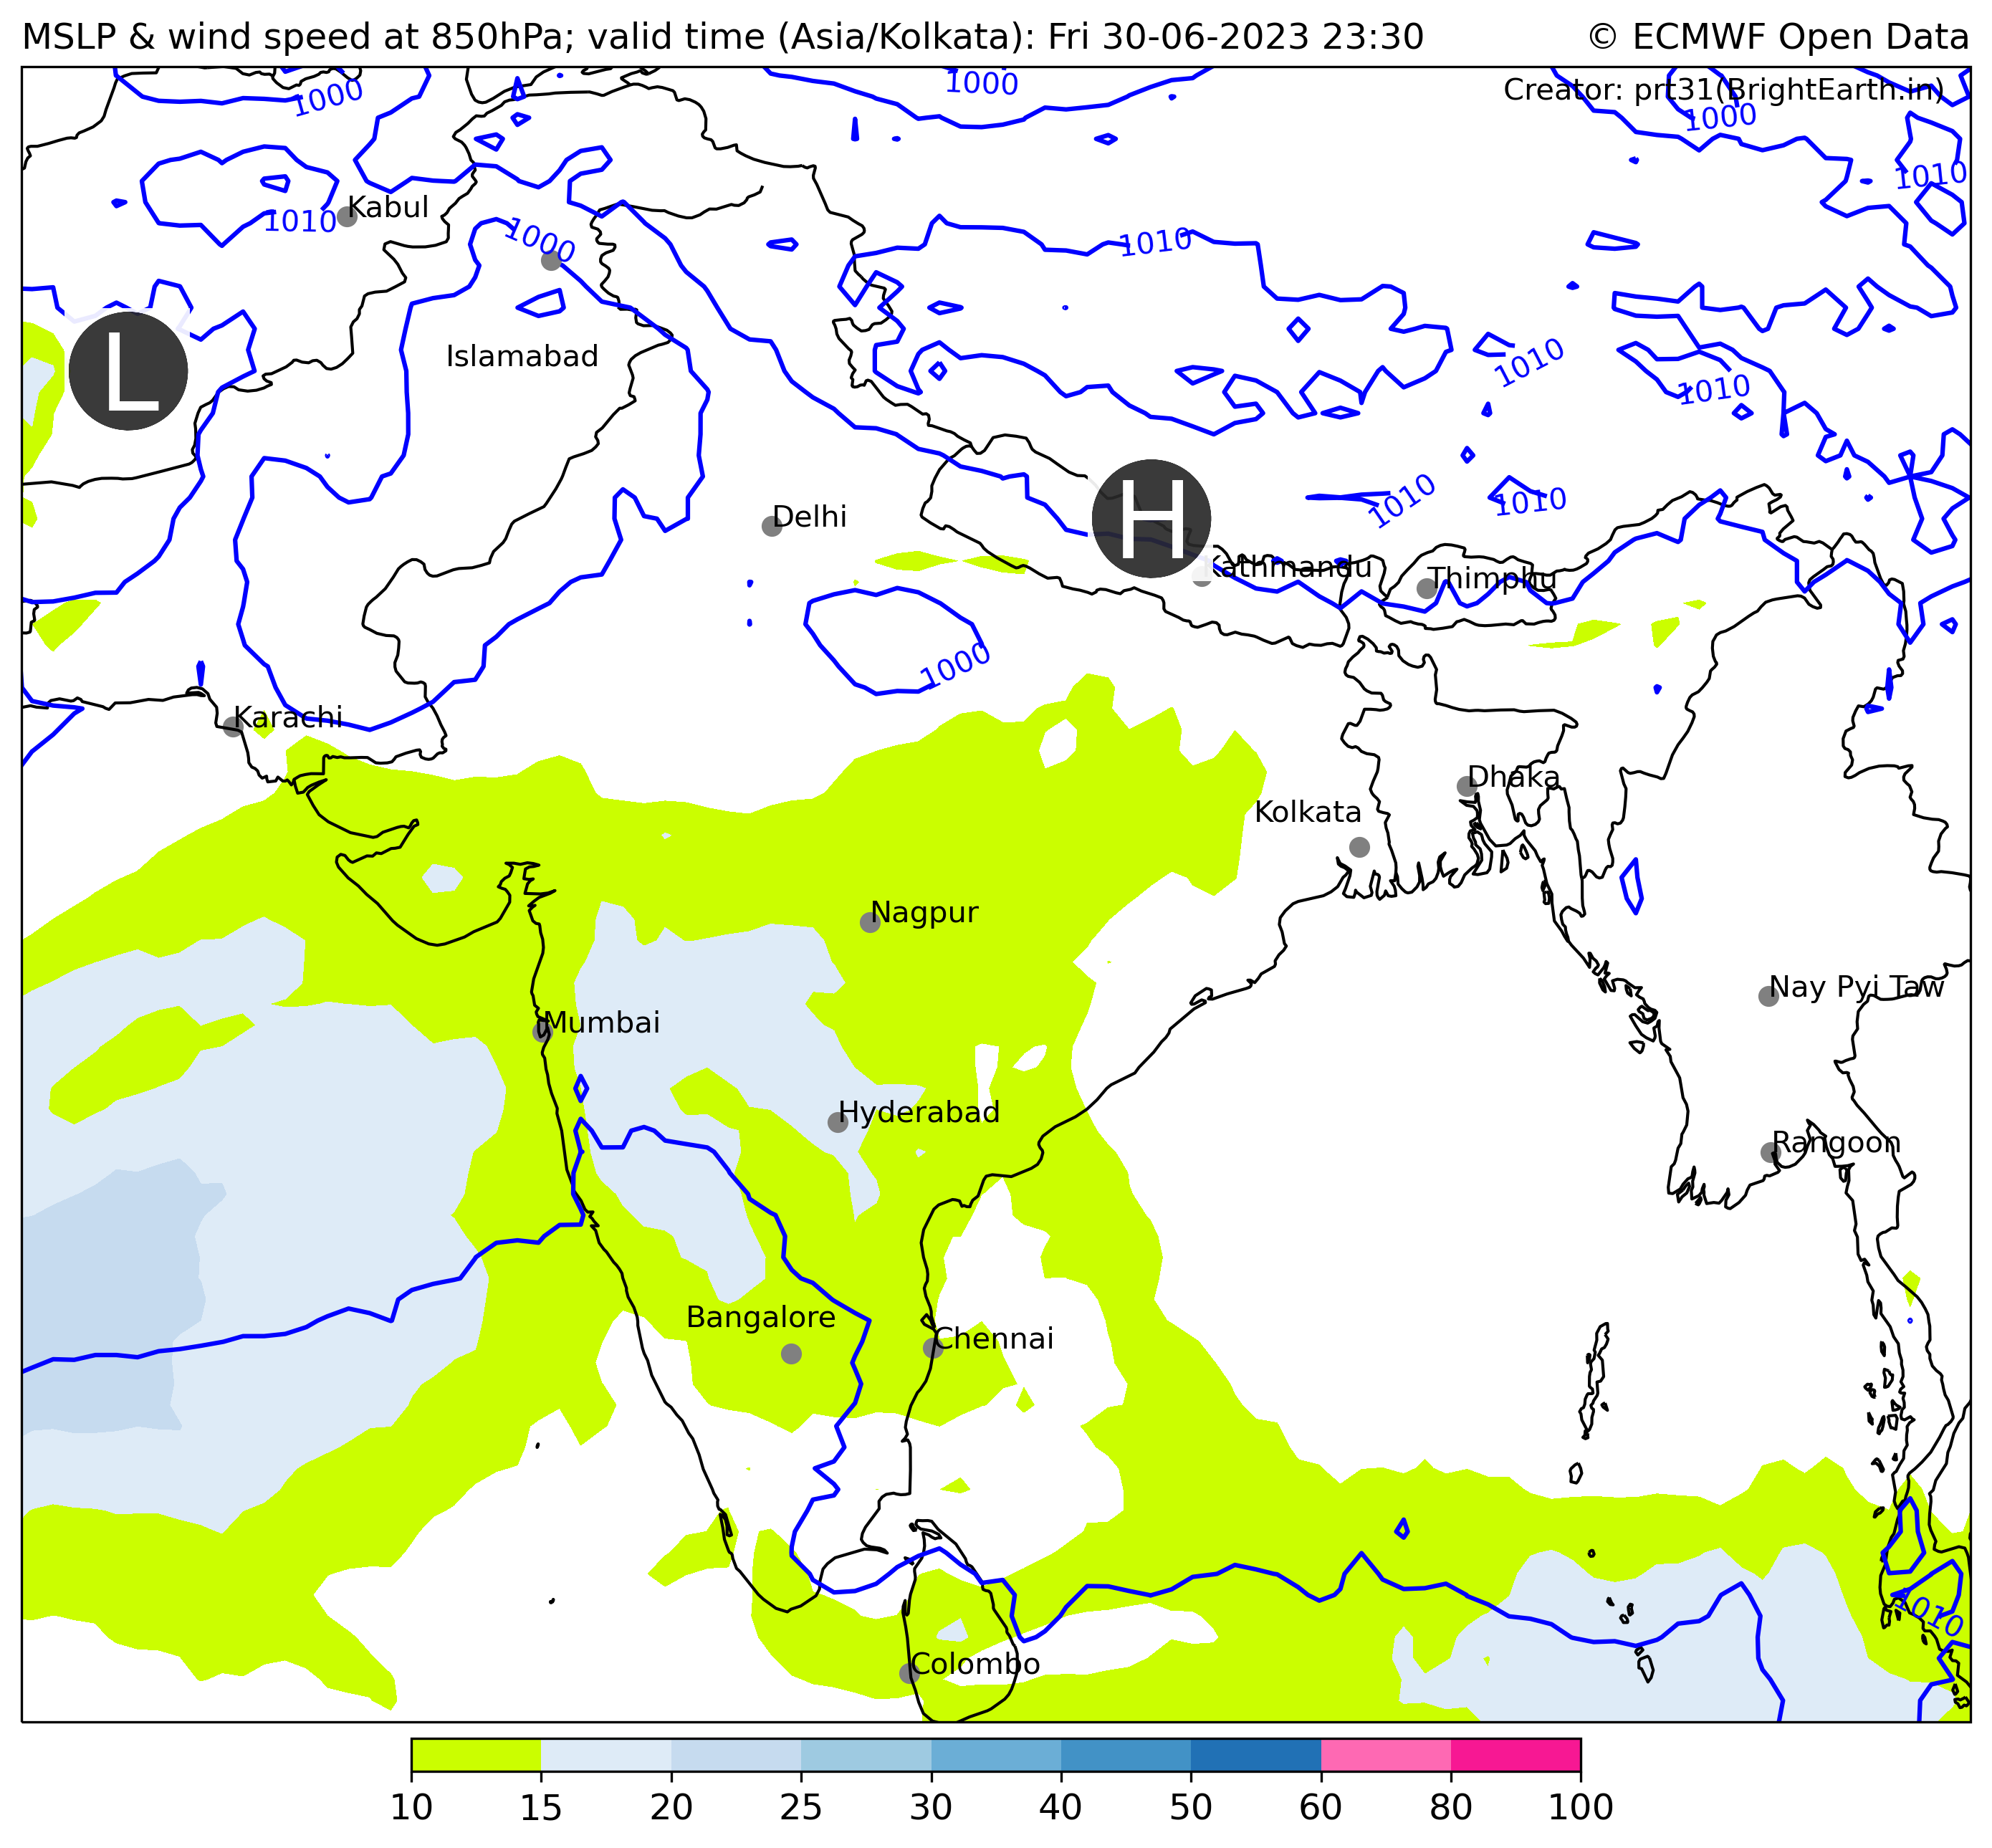 MSLP & wind speed at 850hPa; valid time (Asia/Kolkata): Fri 30-06-2023 23:30
© ECMWF Open Data
Creator: prt31(BrightEarth.in)
1000
1000
1000
1010
Kabul
1010
1000
1010
L
Islamabad
1010
1010
H
1010
1010
Delhi
Kathmandu
Thimphu
1000
Karachi
Dhaka
Kolkata
Nagpur
Nay Pyi Taw
Mumbai
Hyderabad
Rangoon
Bangalore
Chennai
1010
Colombo
10 15 20 25 30 40 50 60 80 100